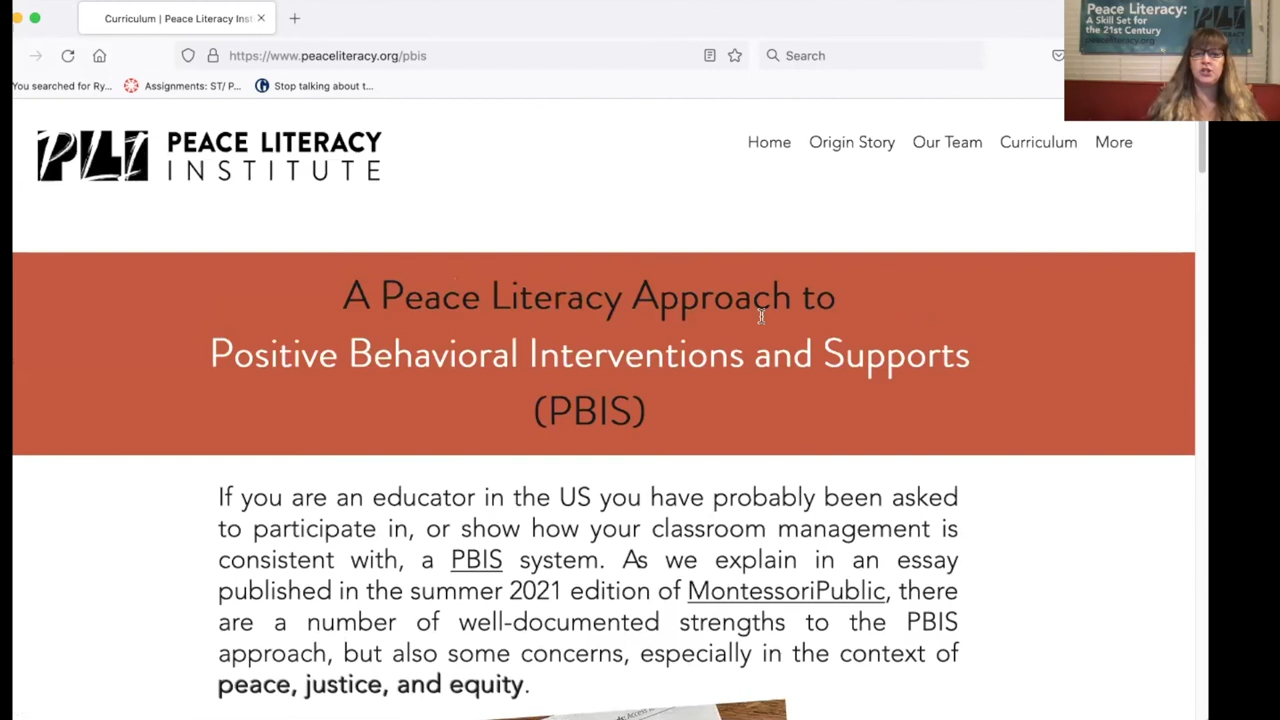 Curriculum | Peace Literacy Inst
https://www.peaceliteracy.org/pbis
Search
You searched for Ry...
Assignments: ST/ P...
Stop talking about t...
Peace Literacy:
A Skill Set for
the 21st Century
peaceliteracy.org
PLI
PEACE LITERACY
INSTITUTE
Home
Origin Story
Our Team
Curriculum
More
A Peace Literacy Approach to
Positive Behavioral Interventions and Supports
(PBIS)
If you are an educator in the US you have probably been asked
to participate in, or show how your classroom management is
consistent with, a PBIS system. As we explain in an essay
published in the summer 2021 edition of MontessoriPublic, there
are a number of well-documented strengths to the PBIS
approach, but also some concerns, especially in the context of
peace, justice, and equity.